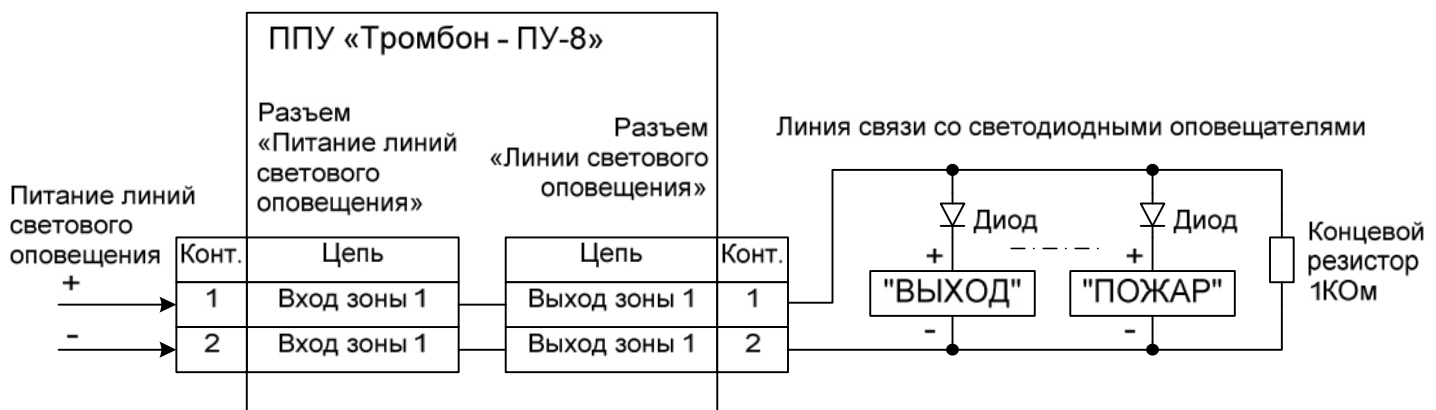 ППУ «Тромбон - ПУ-8»
Разъем
«Питание линий
светового
оповещения»
Разъем
«Линии светового
оповещения»
Линия связи со светодиодными оповещателями
Питание линий
светового
оповещения
+
-
Конт. Цепь
1 Вход зоны 1
2 Вход зоны 1
Цепь Конт.
Выход зоны 1 1
Выход зоны 1 2
Диод
+
"ВЫХОД"
-
Диод
+
"ПОЖАР"
-
Концевой
резистор
1КОм